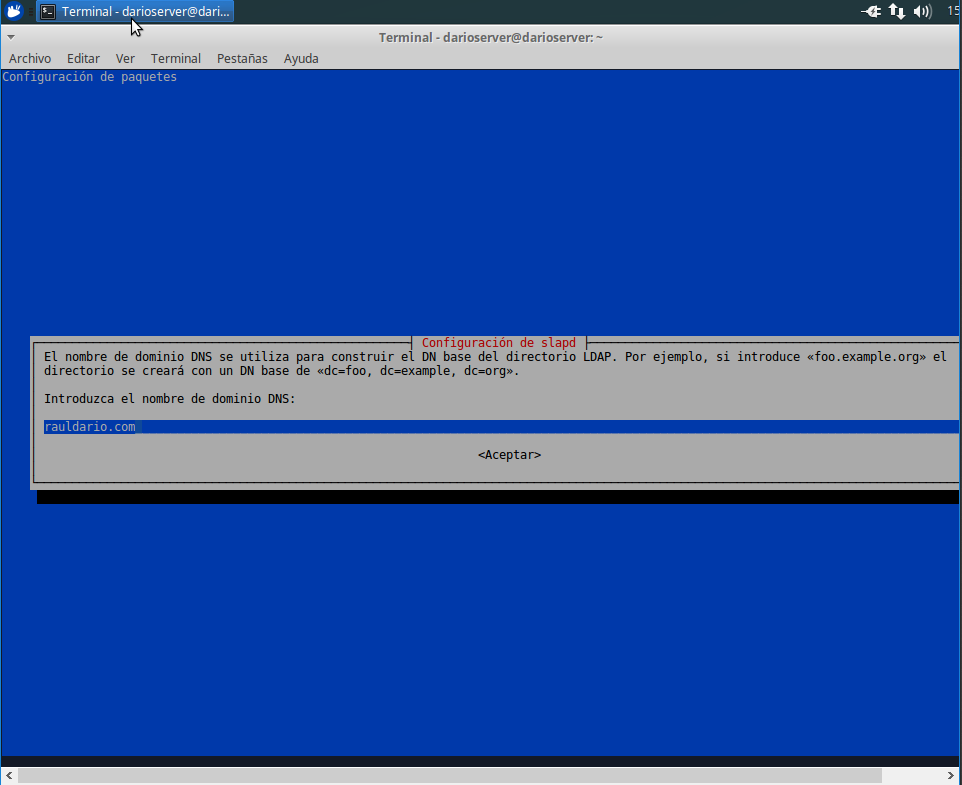 Terminal - darioserver@dari...
15
Terminal - darioserver@darioserver: ~
Archivo Editar Ver Terminal Pestañas Ayuda
Configuración de paquetes
Configuración de slapd
El nombre de dominio DNS se utiliza para construir el DN base del directorio LDAP. Por ejemplo, si introduce «foo.example.org» el
directorio se creará con un DN base de «dc=foo, dc=example, dc=org».
Introduzca el nombre de dominio DNS:
rauldario.com
<Aceptar>